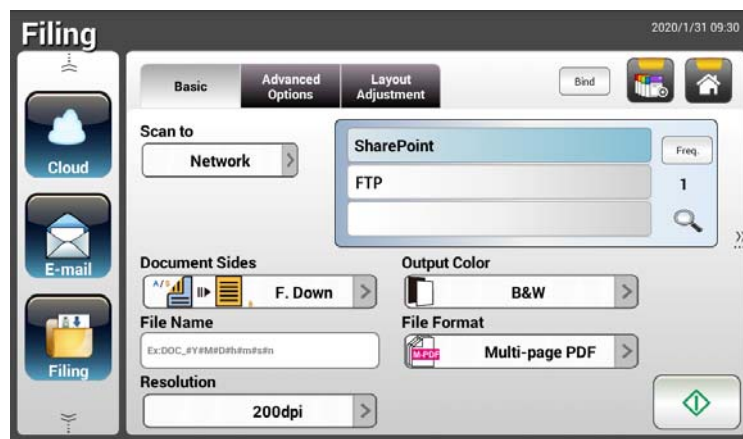 Filing
2020/1/31 09:30
Basic
Advanced
Options
Layout
Adjustment
Bind
Cloud
E-mail
Filing
Scan to
Network
SharePoint
FTP
Freq.
1
Document Sides
F. Down
Output Color
B&W
File Name
Ex:DOC_#Y#M#D#h#m#s#n
File Format
M-PDF
Multi-page PDF
Resolution
200dpi